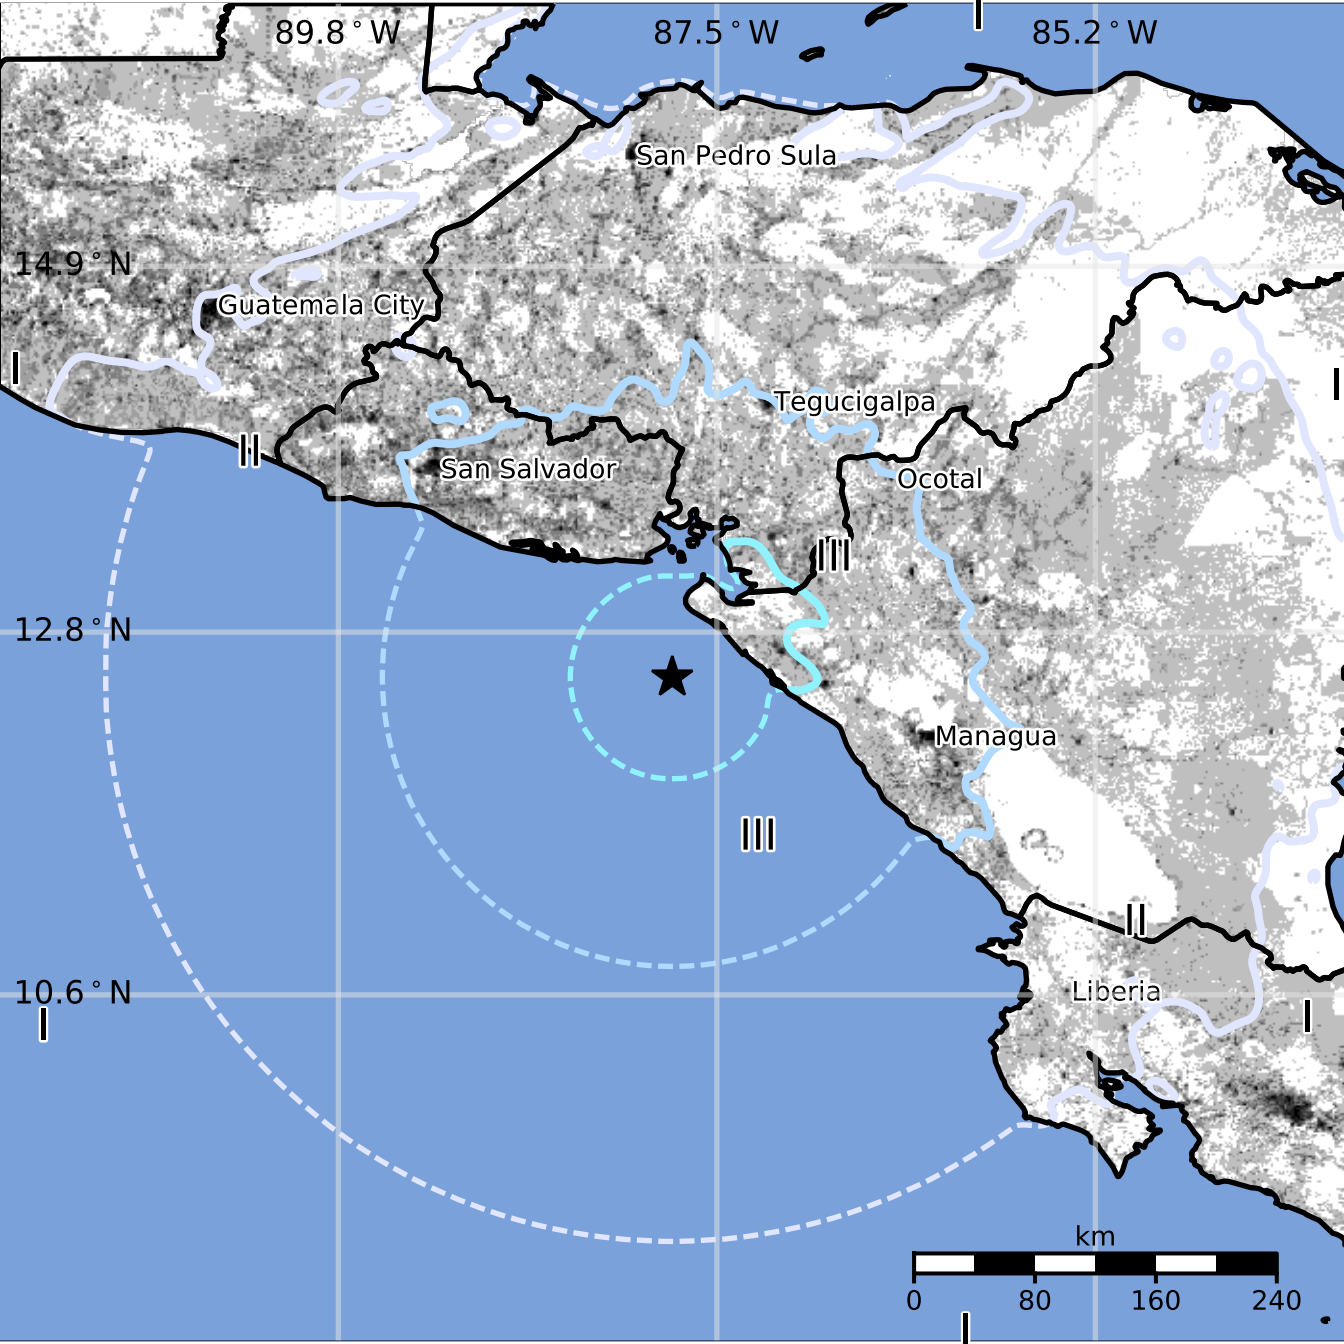 89.8°W 87.5°W 85.2°W
I
San Pedro Sula
14.9°N
Guatemala City
I
I
Tegucigalpa
II
San Salvador
Ocotal
III
12.8°N
Managua
III
II
Liberia
10.6°N
I
I
km
0 80 160 240
I